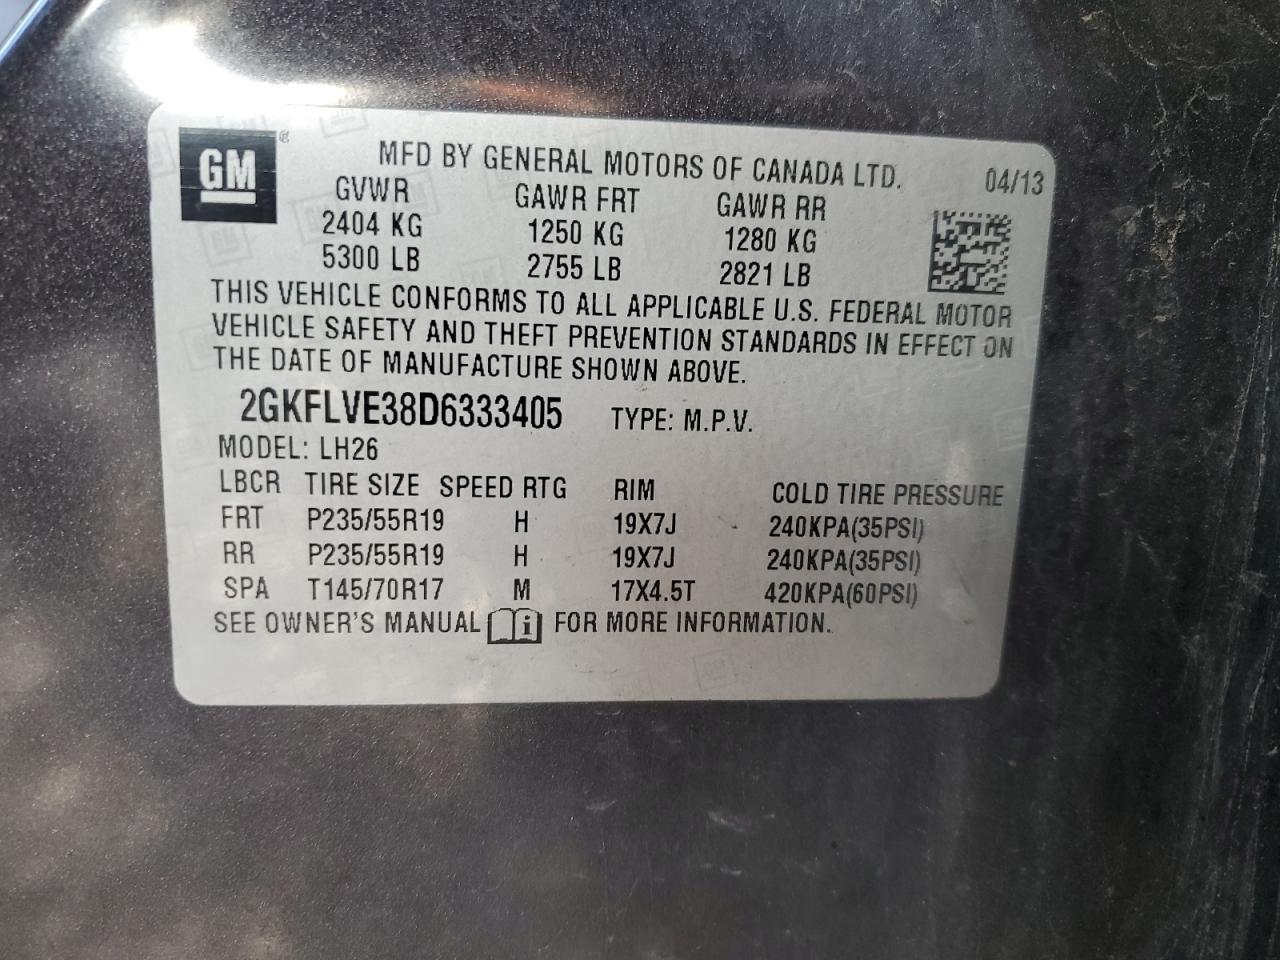 GM ®
MFD BY GENERAL MOTORS OF CANADA LTD. 04/13
GVWR GAWR FRT GAWR RR
2404 KG 1250 KG 1280 KG
5300 LB 2755 LB 2821 LB
THIS VEHICLE CONFORMS TO ALL APPLICABLE U.S. FEDERAL MOTOR
VEHICLE SAFETY AND THEFT PREVENTION STANDARDS IN EFFECT ON
THE DATE OF MANUFACTURE SHOWN ABOVE.
2GKFLVE38D6333405 TYPE: M.P.V.
MODEL: LH26
LBCR TIRE SIZE SPEED RTG RIM COLD TIRE PRESSURE
FRT P235/55R19 H 19X7J 240KPA(35PSI)
RR P235/55R19 H 19X7J 240KPA(35PSI)
SPA T145/70R17 M 17X4.5T 420KPA(60PSI)
SEE OWNER'S MANUAL i FOR MORE INFORMATION.